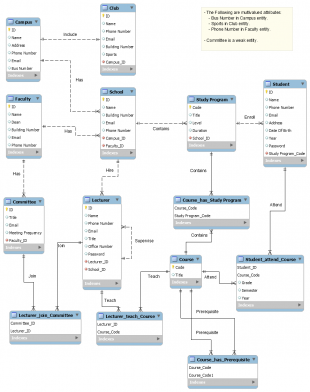 - The Following are multivalued attributes
- Bus Number in Campus entity
- Sports in Club entity
- Phone Number in Faculty entity
- Committee is a weak entity
Campus
ID
Name
Address
Phone Number
Email
Bus Number
Indexes
Include
Club
ID
Name
Phone Number
Email
Building Number
Sports
Campus_ID
Indexes
Has
School
ID
Name
Building Number
Email
Phone Number
Campus_ID
Faculty_ID
Indexes
Faculty
ID
Name
Dean
Building Number
Email
Phone Number
Indexes
Has
Has
Contains
Study Program
Code
Title
Level
Duration
School_ID
Indexes
Enroll
Student
ID
Name
Phone Number
Email
Address
Date Of Birth
Year
Password
Study Program_Code
Indexes
Has
Hire
Contains
Attend
Committee
ID
Title
Email
Meeting Frequency
Faculty_ID
Indexes
Join
Lecturer
ID
Name
Phone Number
Email
Title
Office Number
Password
Lecturer_ID
School_ID
Indexes
Supervise
Course_has_Study Program
Course_Code
Study Program_Code
Indexes
Contains
Course
Code
Title
Indexes
Attend
Student_attend_Course
Student_ID
Course_Code
Grade
Semester
Year
Indexes
Join
Teach
Teach
Lecturer_join_Committee
Committee_ID
Lecturer_ID
Indexes
Lecturer_teach_Course
Lecturer_ID
Course_Code
Indexes
Prerequisite
Prerequisite
Course_has_Prerequisite
Course_Code
Course_Code1
Indexes